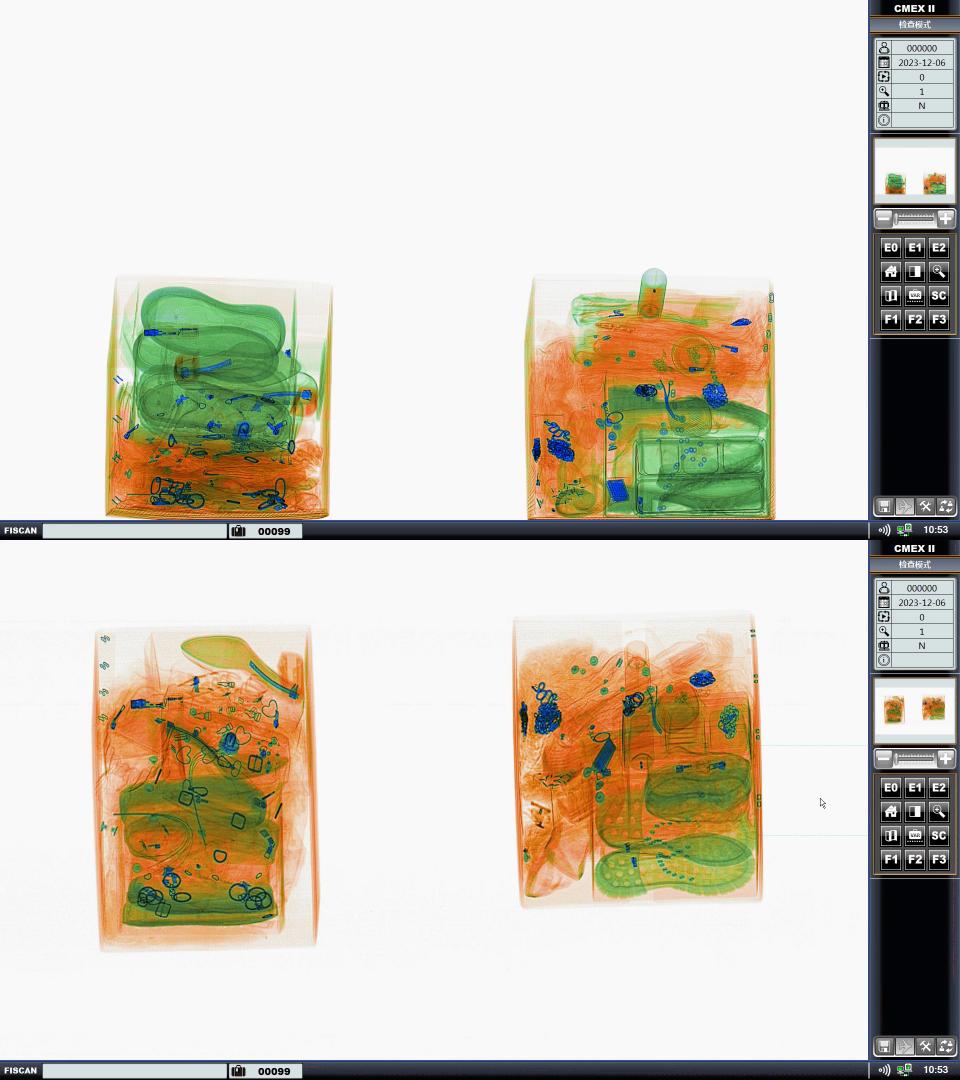 CMEX II
检查模式
000000
2023-12-06
0
1
N
E0 E1 E2
VAR SC
F1 F2 F3
FISCAN 00099 10:53
CMEX II
检查模式
000000
2023-12-06
0
1
N
E0 E1 E2
VAR SC
F1 F2 F3
FISCAN 00099 10:53